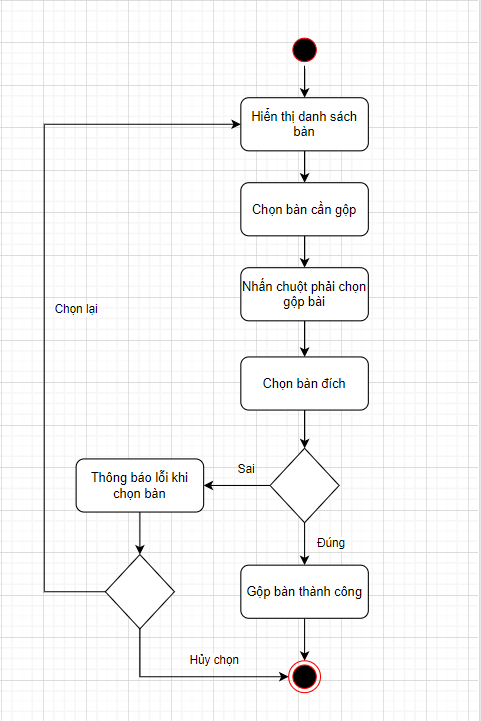 Hiển thị danh sách
bàn
Chọn bàn cần gộp
Nhấn chuột phải chọn
gộp bài
Chọn lại
Chọn bàn đích
Sai
Thông báo lỗi khi
chọn bàn
Đúng
Gộp bàn thành công
Hủy chọn